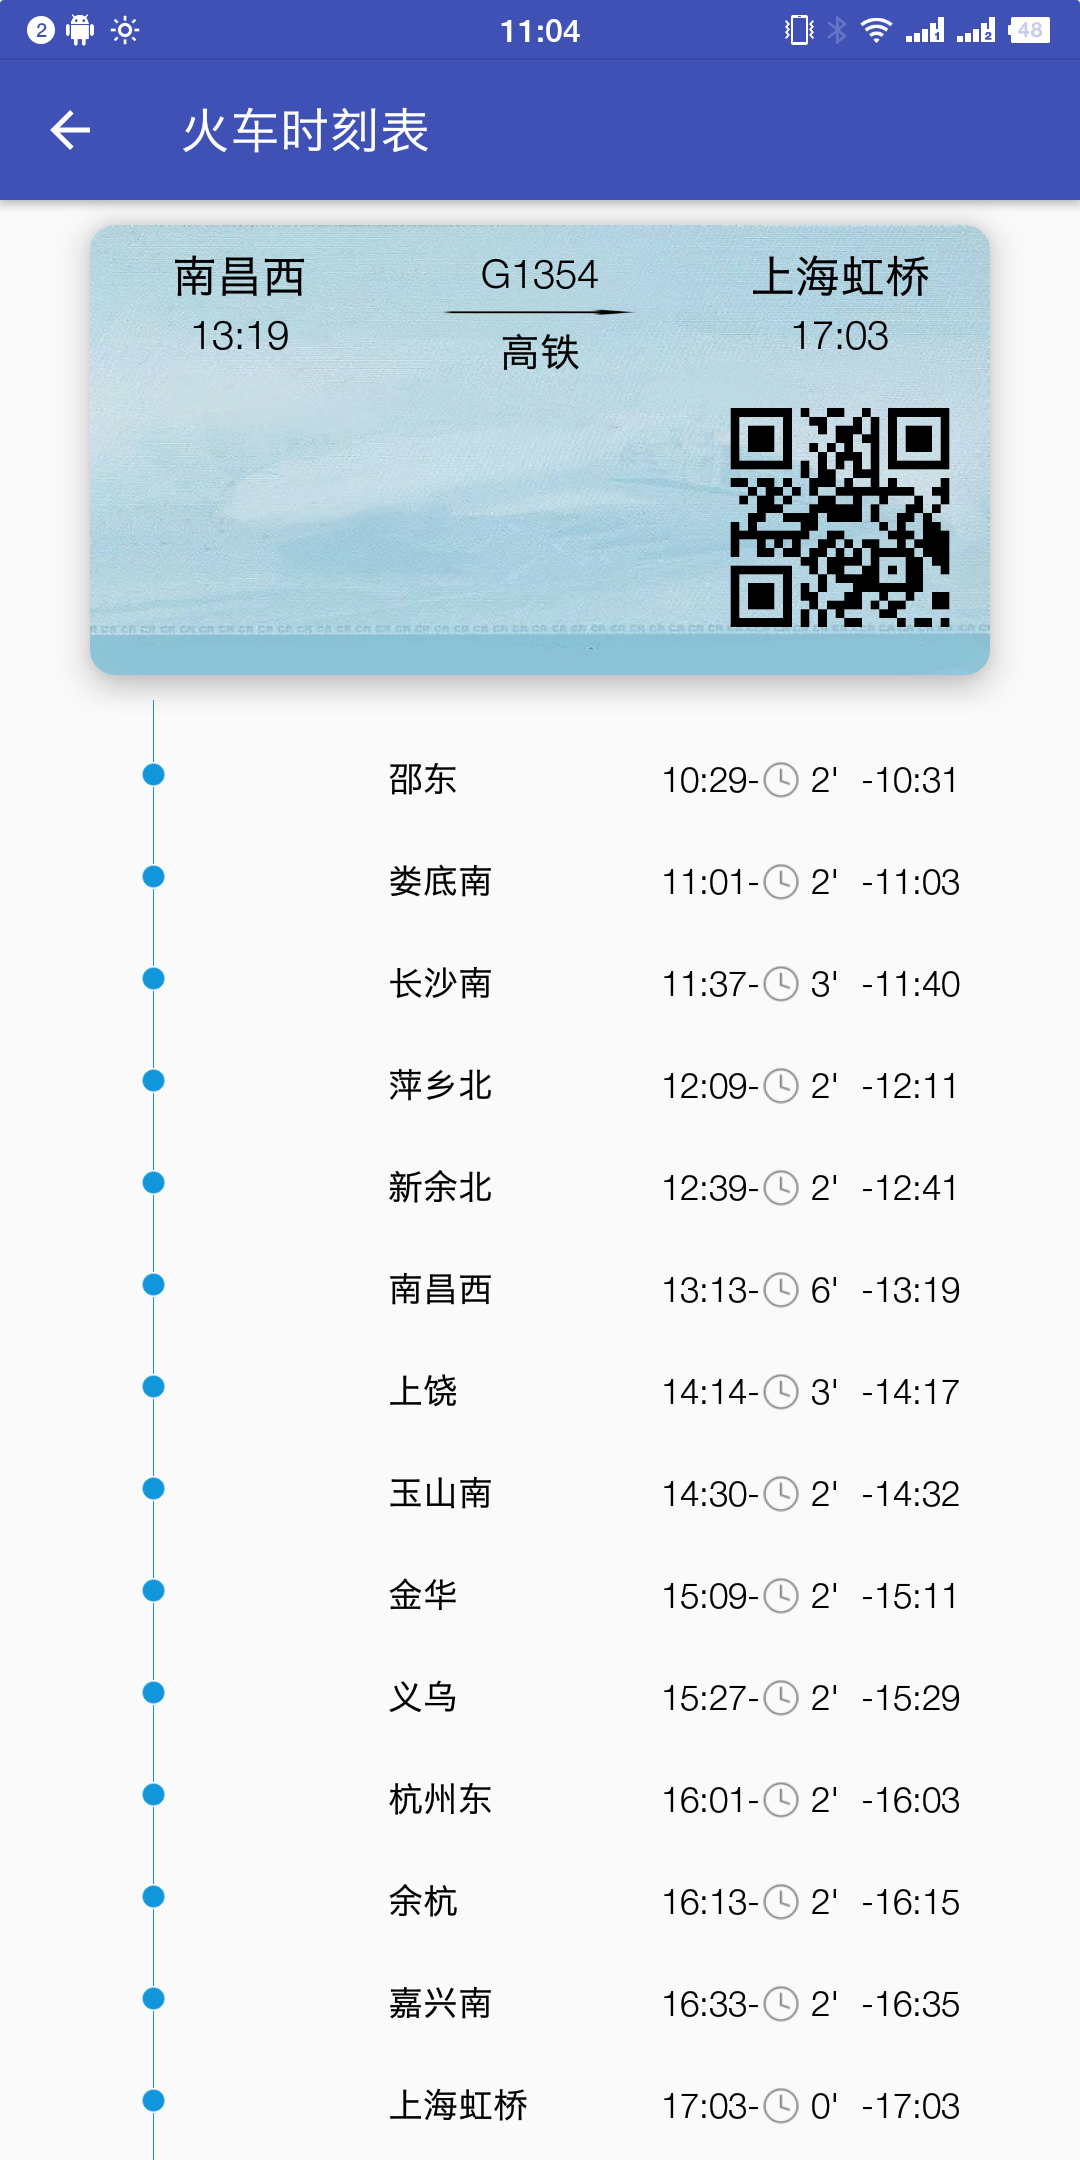 2
11:04
1
2
48
火车时刻表
南昌西
G1354
上海虹桥
13:19
高铁
17:03
邵东 10:29- 2' -10:31
娄底南 11:01- 2' -11:03
长沙南 11:37- 3' -11:40
萍乡北 12:09- 2' -12:11
新余北 12:39- 2' -12:41
南昌西 13:13- 6' -13:19
上饶 14:14- 3' -14:17
玉山南 14:30- 2' -14:32
金华 15:09- 2' -15:11
义乌 15:27- 2' -15:29
杭州东 16:01- 2' -16:03
余杭 16:13- 2' -16:15
嘉兴南 16:33- 2' -16:35
上海虹桥 17:03- 0' -17:03